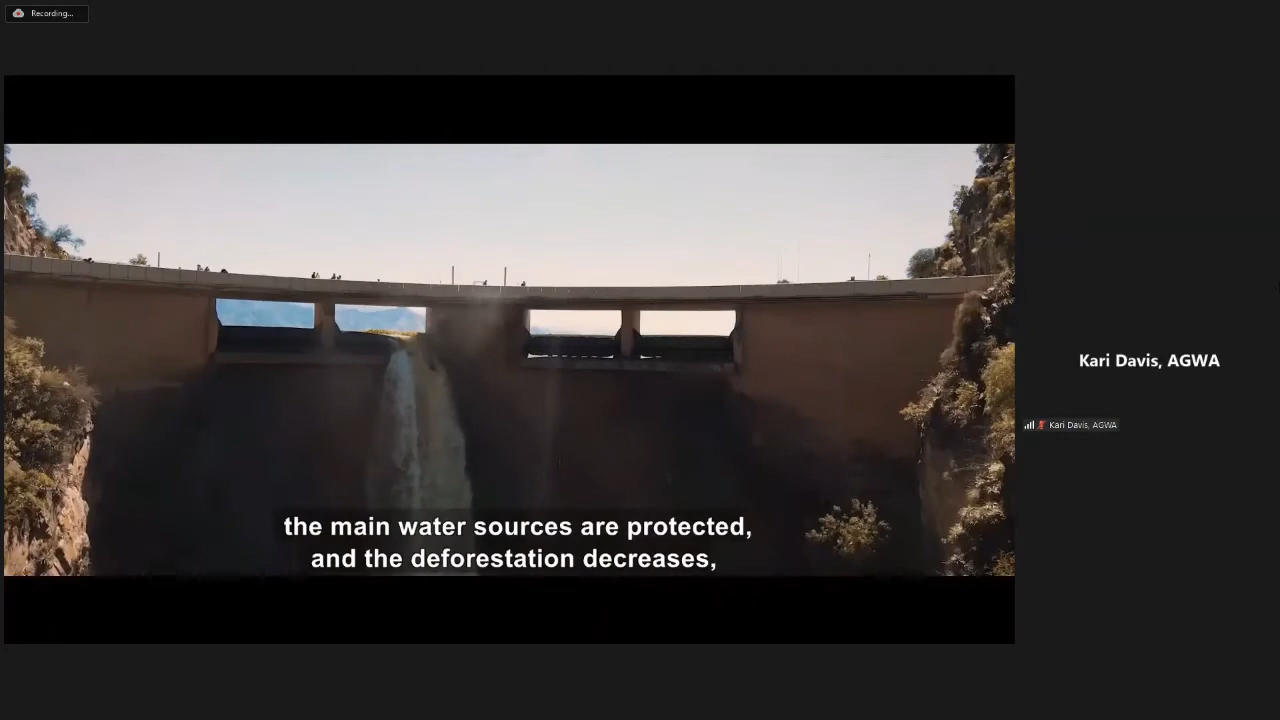 Recording...
the main water sources are protected,
and the deforestation decreases,
Kari Davis, AGWA
Kari Davis, AGWA